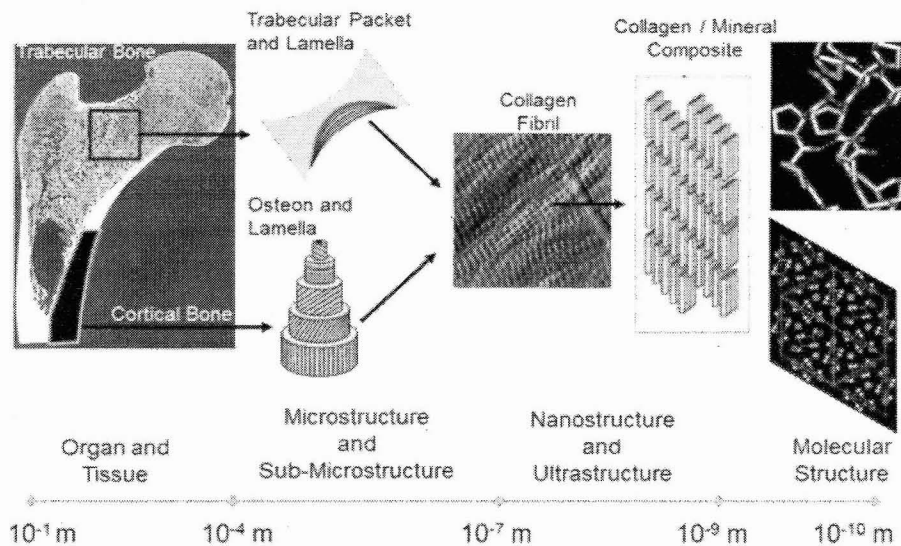 Trabecular Packet
and Lamella
Collagen / Mineral
Composite
Trabecular Bone
Collagen
Fibril
Osteon and
Lamella
Cortical Bone
Microstructure
and
Sub-Microstructure
Nanostructure
and
Ultrastructure
Organ and
Tissue
Molecular
Structure
10⁻¹ m
10⁻⁴ m
10⁻⁷ m
10⁻⁹ m
10⁻¹⁰ m